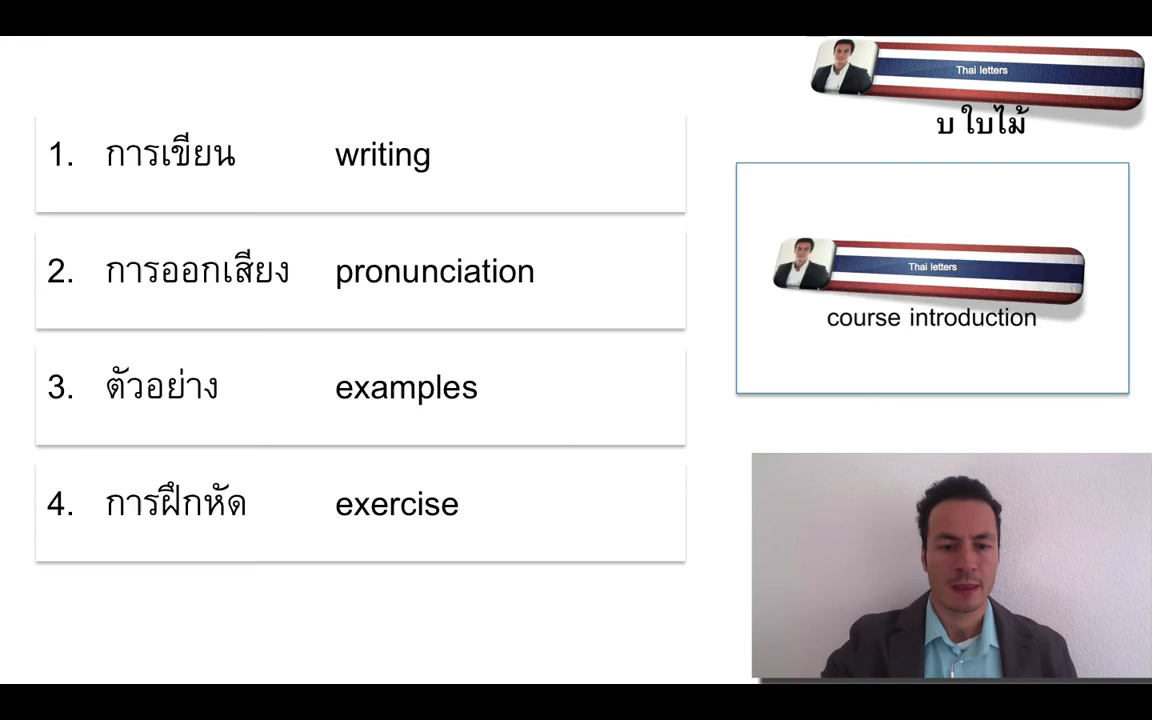 Thai letters
บ ใบไม้
1. การเขียน writing
2. การออกเสียง pronunciation
3. ตัวอย่าง examples
4. การฝึกหัด exercise
Thai letters
course introduction